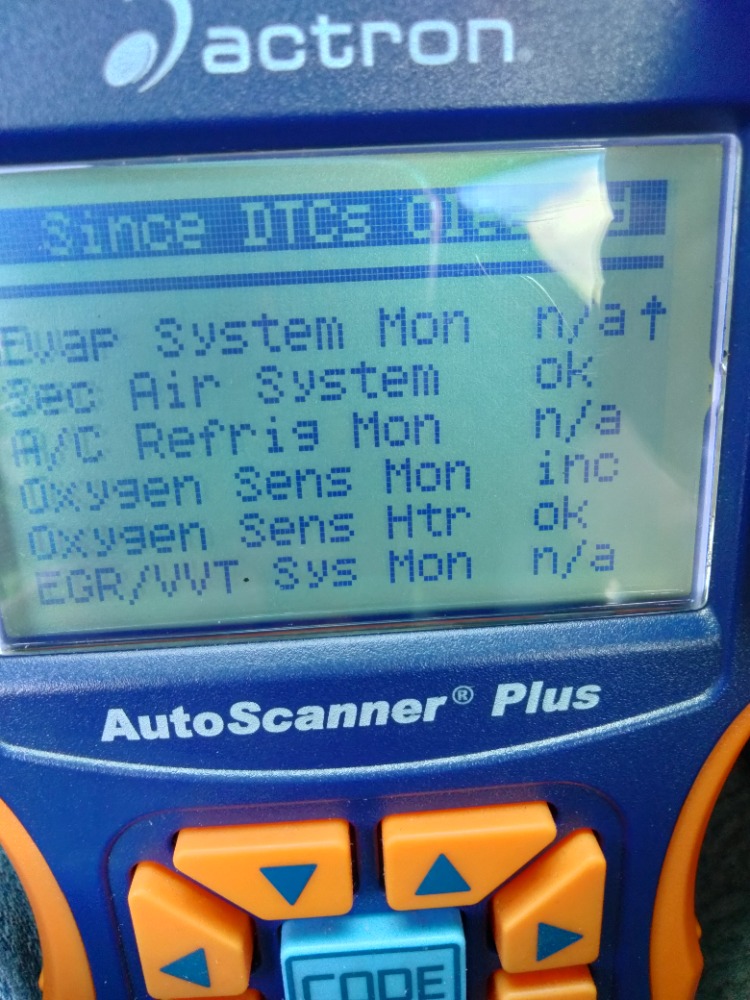 actron
Since DTCs Cleared
Evap System Mon n/a↑
Sec Air System ok
A/C Refrig Mon n/a
Oxygen Sens Mon inc
Oxygen Sens Htr ok
EGR/VVT Sys Mon n/a
AutoScanner® Plus
CODE